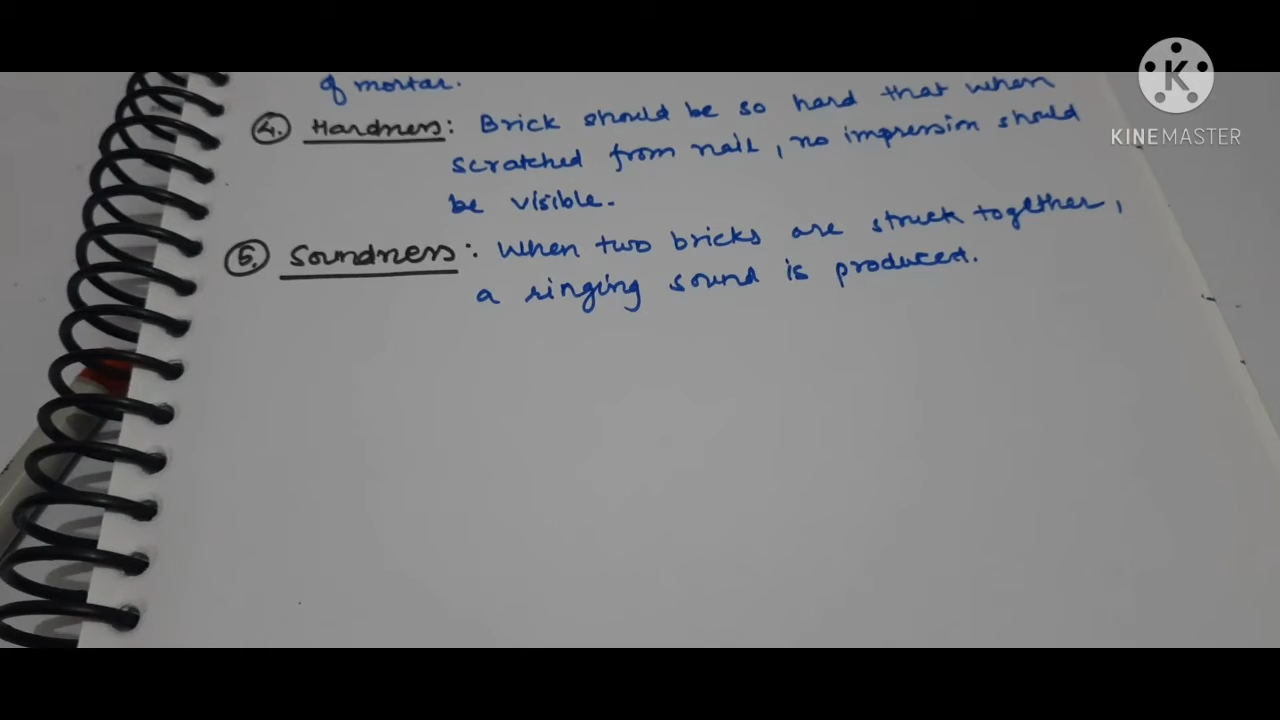 of mortar.
4. Hardness: Brick should be so hard that when
scratched from nail, no impression should
be visible.
5. Soundness: When two bricks are struck together,
a ringing sound is produced.
K
KINEMASTER